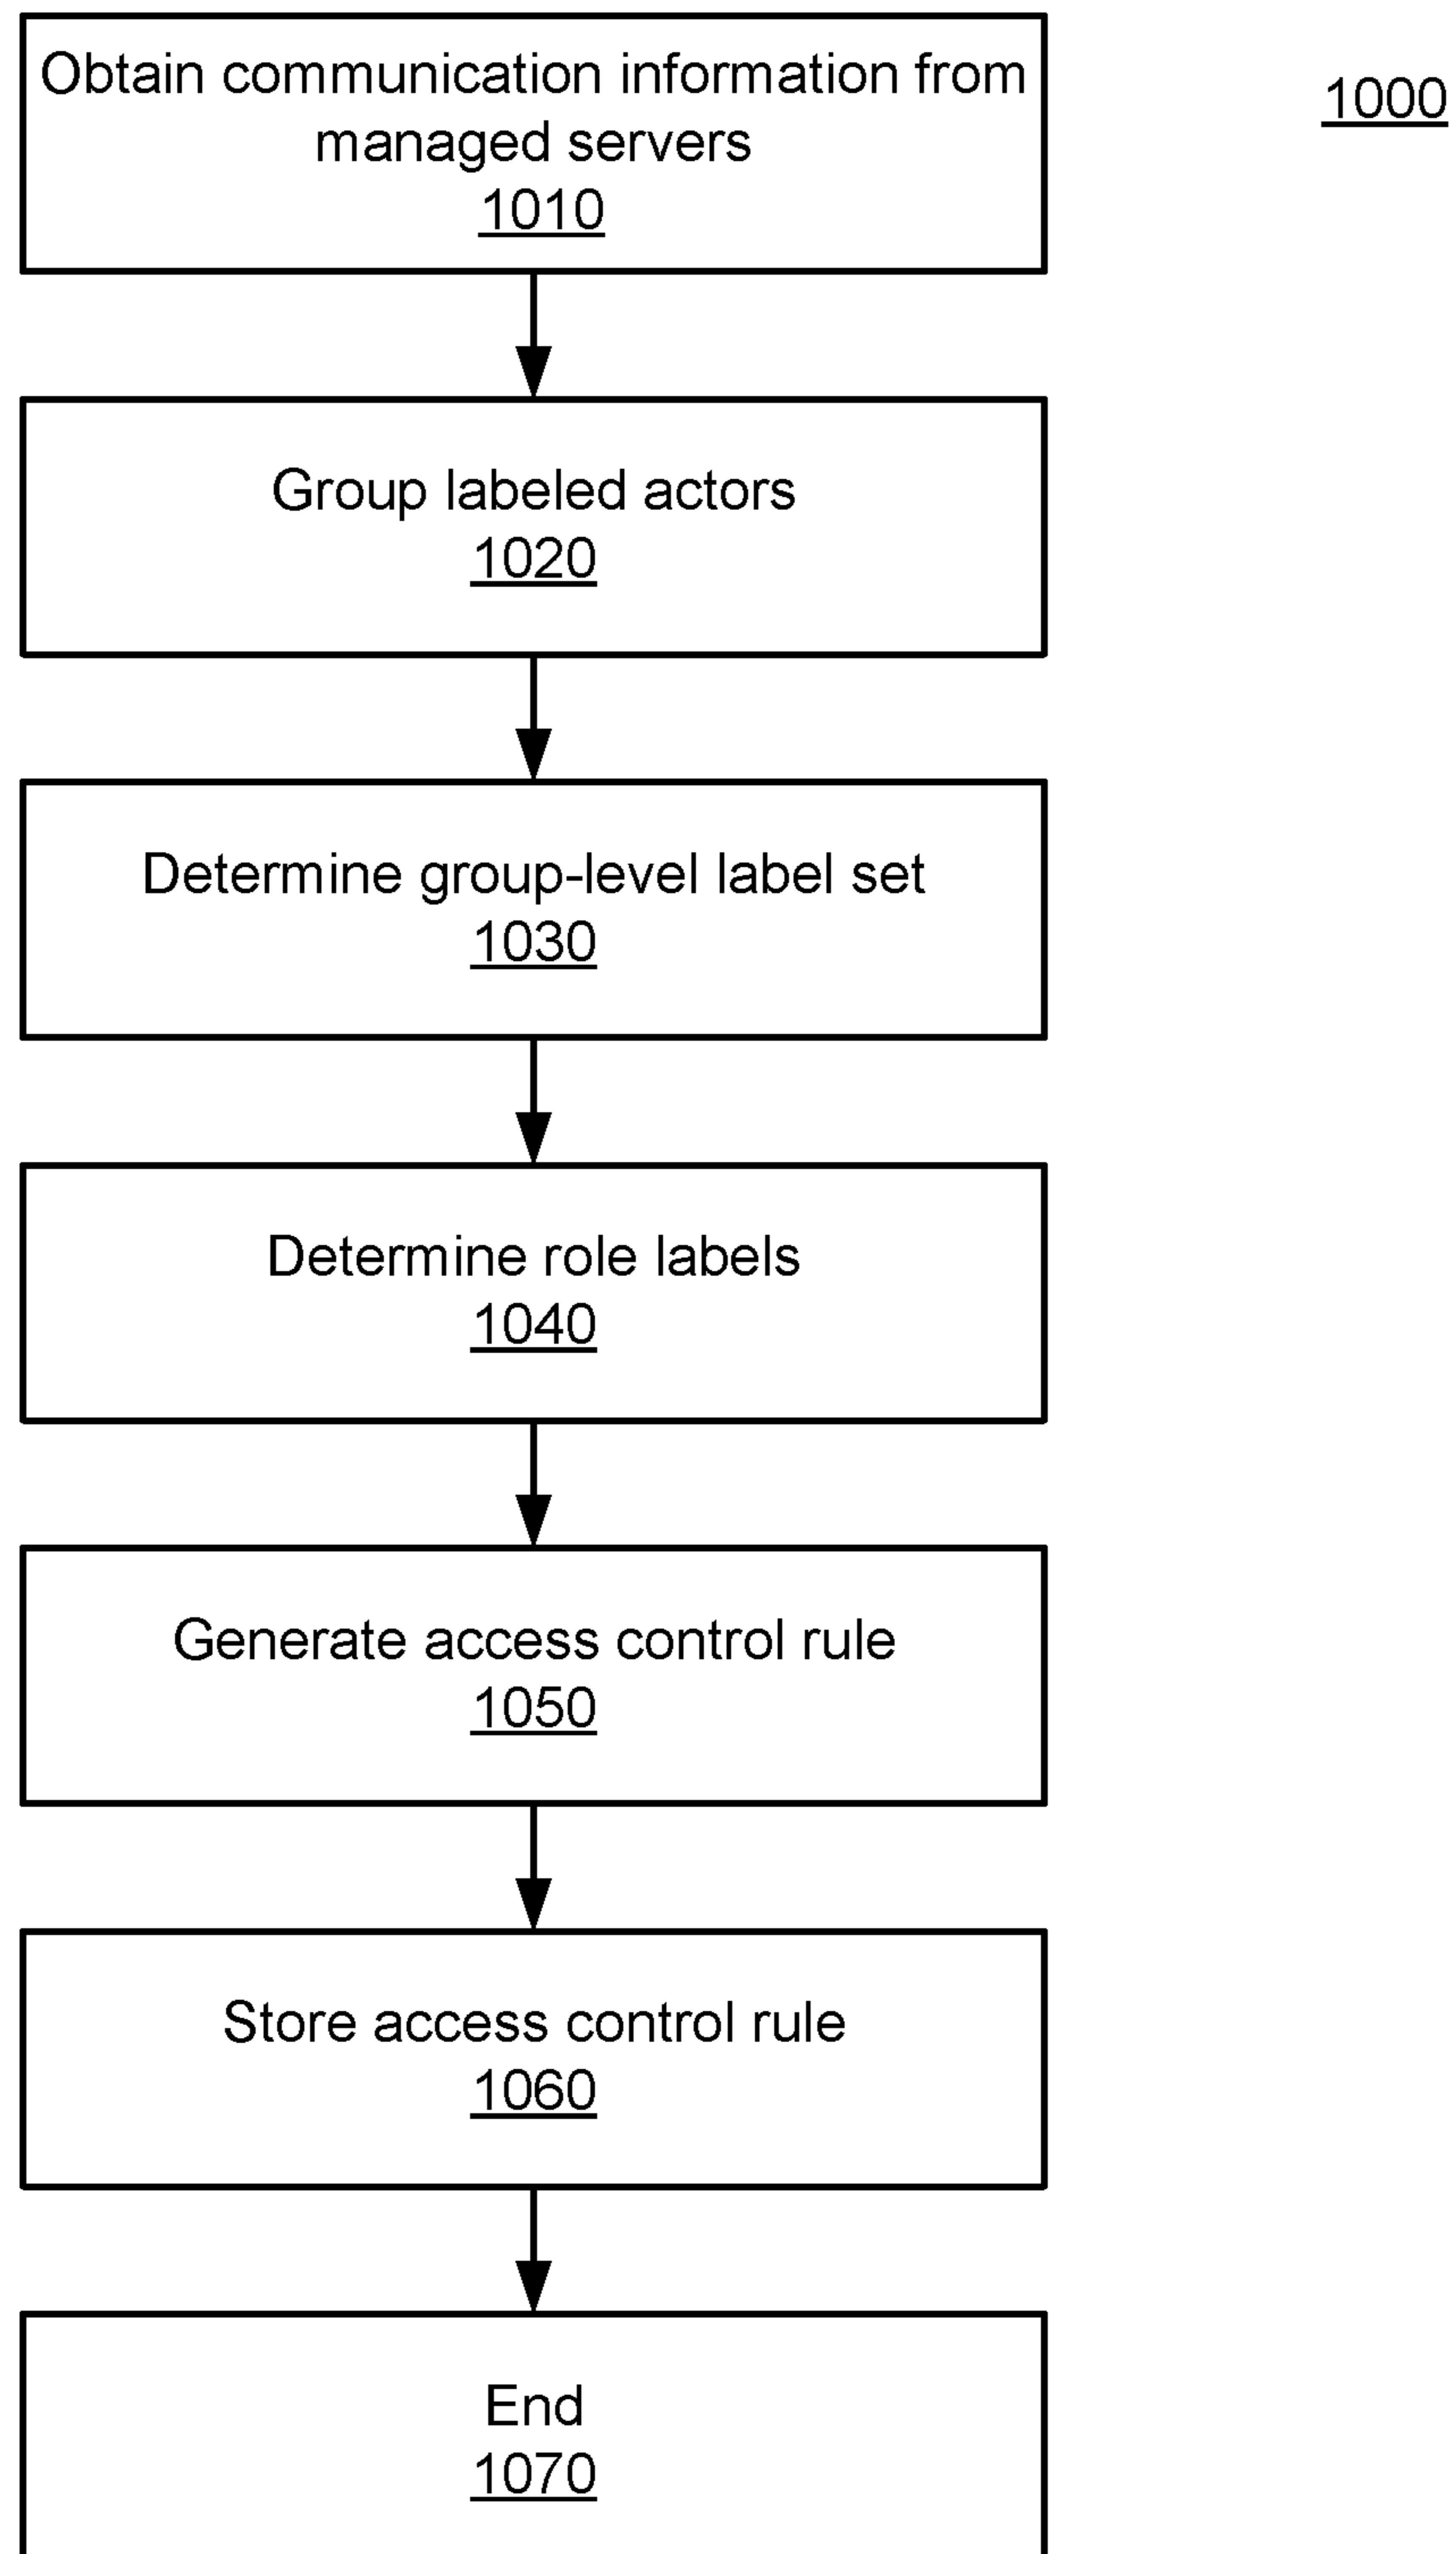 1000
Obtain communication information from
managed servers
1010
Group labeled actors
1020
Determine group-level label set
1030
Determine role labels
1040
Generate access control rule
1050
Store access control rule
1060
End
1070